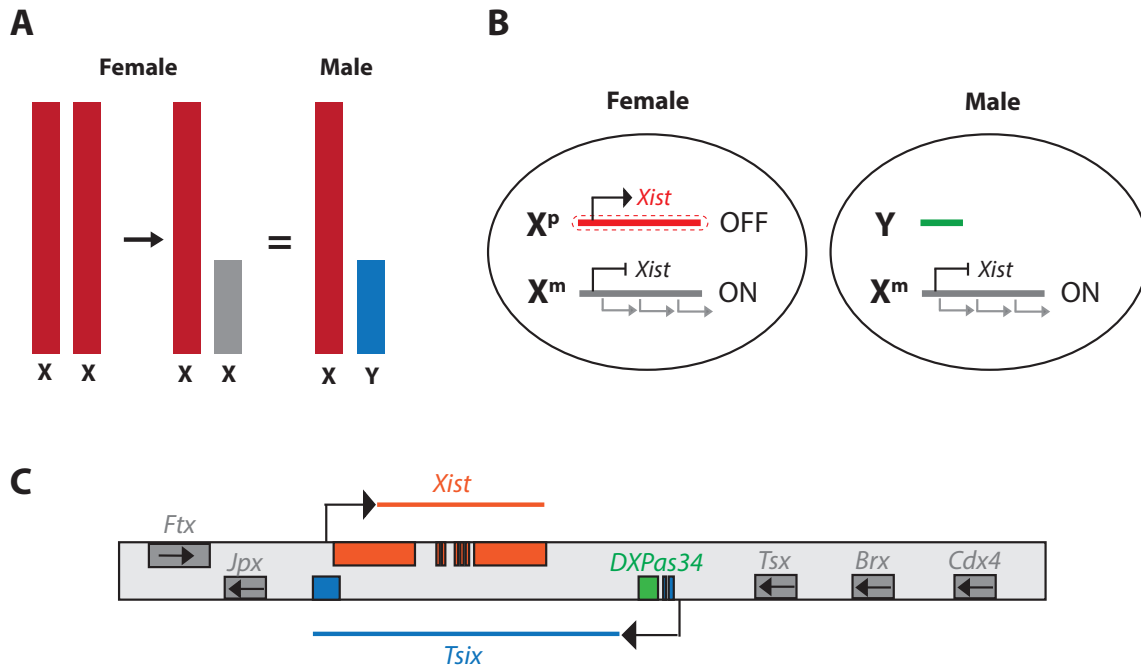 A
Female Male
X X X X X Y
=
B
Female Male
Xist
Xᵖ OFF
Xist
Xᵐ ON
Y
Xist
Xᵐ ON
C
Xist
Ftx
Jpx
DXPas34
Tsx
Brx
Cdx4
Tsix